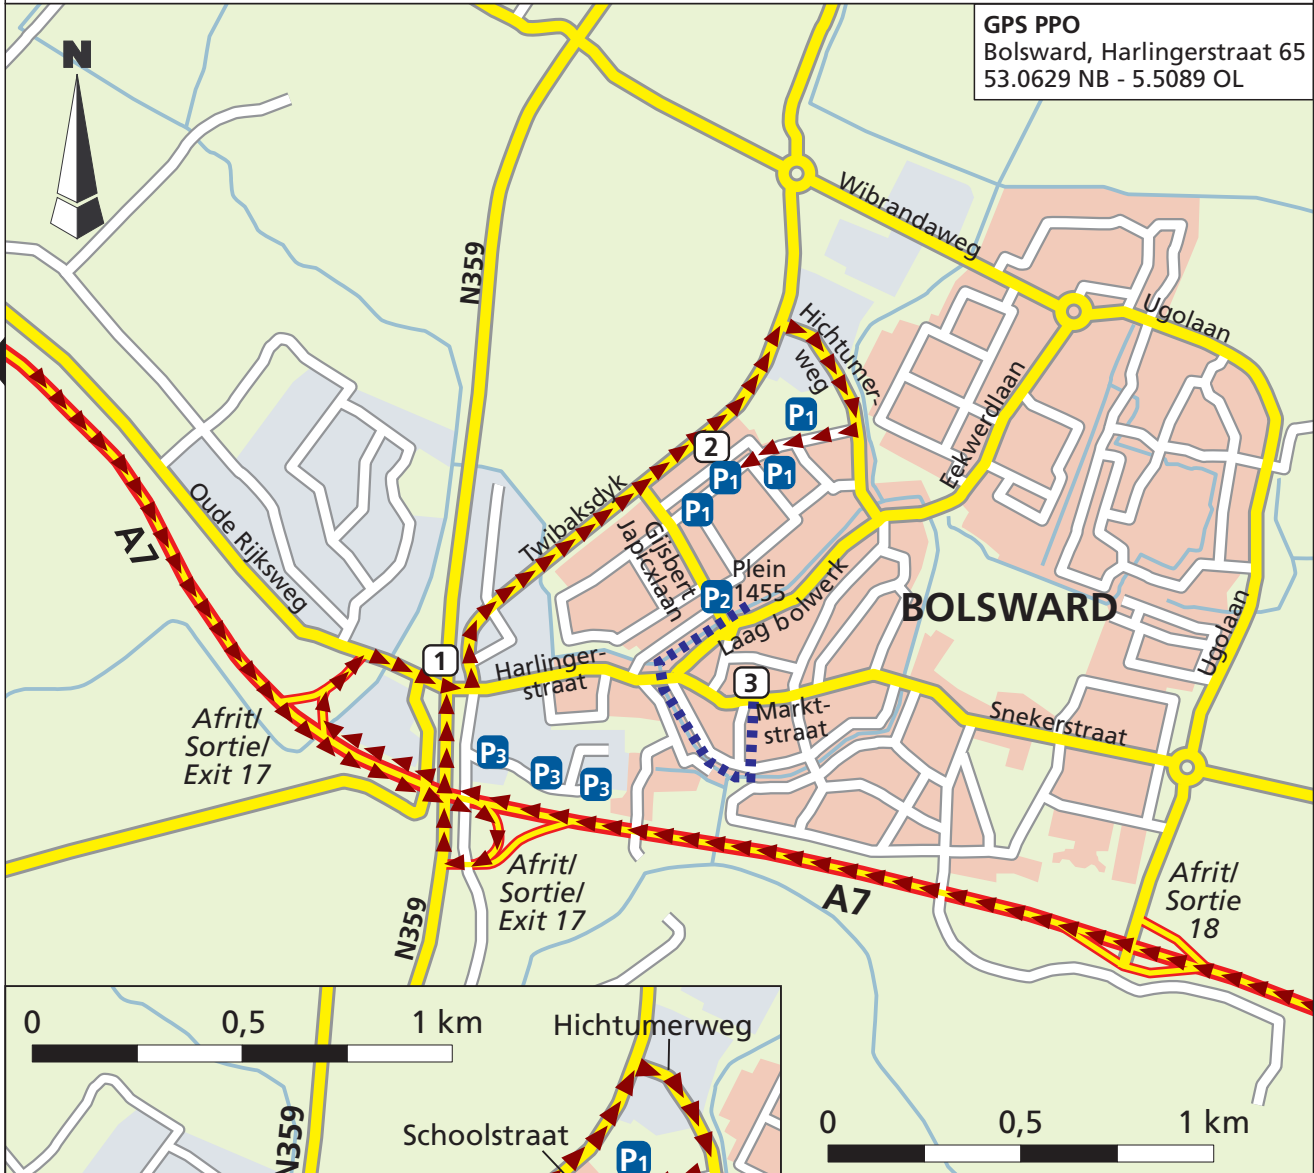 GPS PPO
Bolsward, Harlingerstraat 65
53.0629 NB - 5.5089 OL
N
Wibrandaweg
N359
Hichtumer-
weg
Ugolaan
Eekwerdlaan
P1
2
P1
P1
P1
Oude Rijksweg
A7
Twibaksdyk
Gijsbert
Japicxlaan
Plein
1455
P2
Laag bolwerk
BOLSWARD
Ugolaan
1
Harlinger-
straat
3
Markt-
straat
Snekerstraat
Afrit/
Sortie/
Exit 17
P3
P3
P3
Afrit/
Sortie/
Exit 17
A7
Afrit/
Sortie
18
N359
0 0,5 1 km
Hichtumerweg
N359
Schoolstraat
P1
0 0,5 1 km